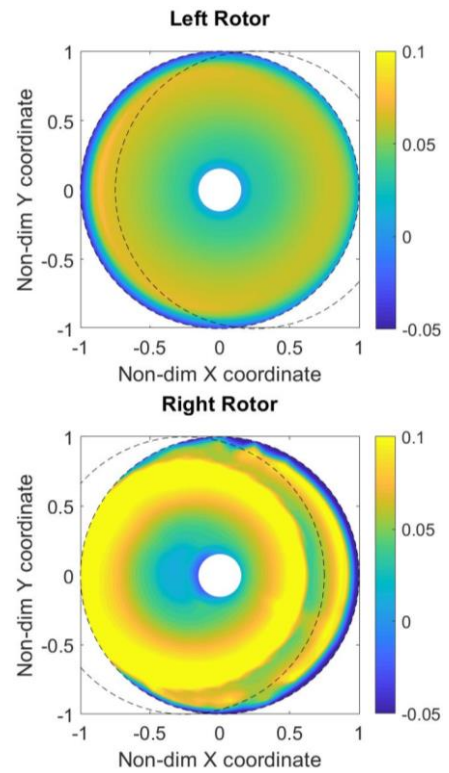 Left Rotor
1
0.5
0
-0.5
-1
Non-dim Y coordinate
-1 -0.5 0 0.5 1
Non-dim X coordinate
0.1
0.05
0
-0.05
Right Rotor
1
0.5
0
-0.5
-1
Non-dim Y coordinate
-1 -0.5 0 0.5 1
Non-dim X coordinate
0.1
0.05
0
-0.05